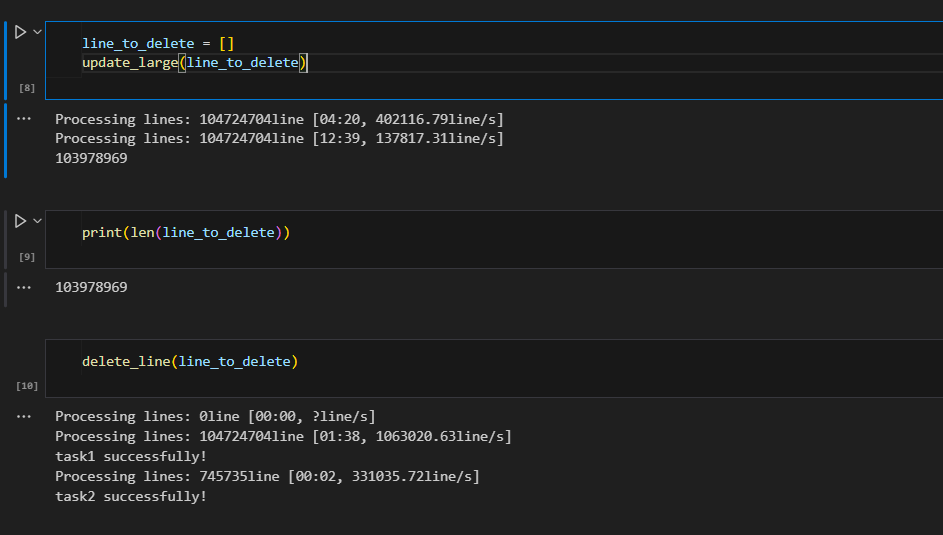 line_to_delete = []
update_large(line_to_delete)
[8]
Processing lines: 104724704line [04:20, 402116.79line/s]
Processing lines: 104724704line [12:39, 137817.31line/s]
103978969
print(len(line_to_delete))
[9]
103978969
delete_line(line_to_delete)
[10]
Processing lines: 0line [00:00, ?line/s]
Processing lines: 104724704line [01:38, 1063020.63line/s]
task1 successfully!
Processing lines: 745735line [00:02, 331035.72line/s]
task2 successfully!